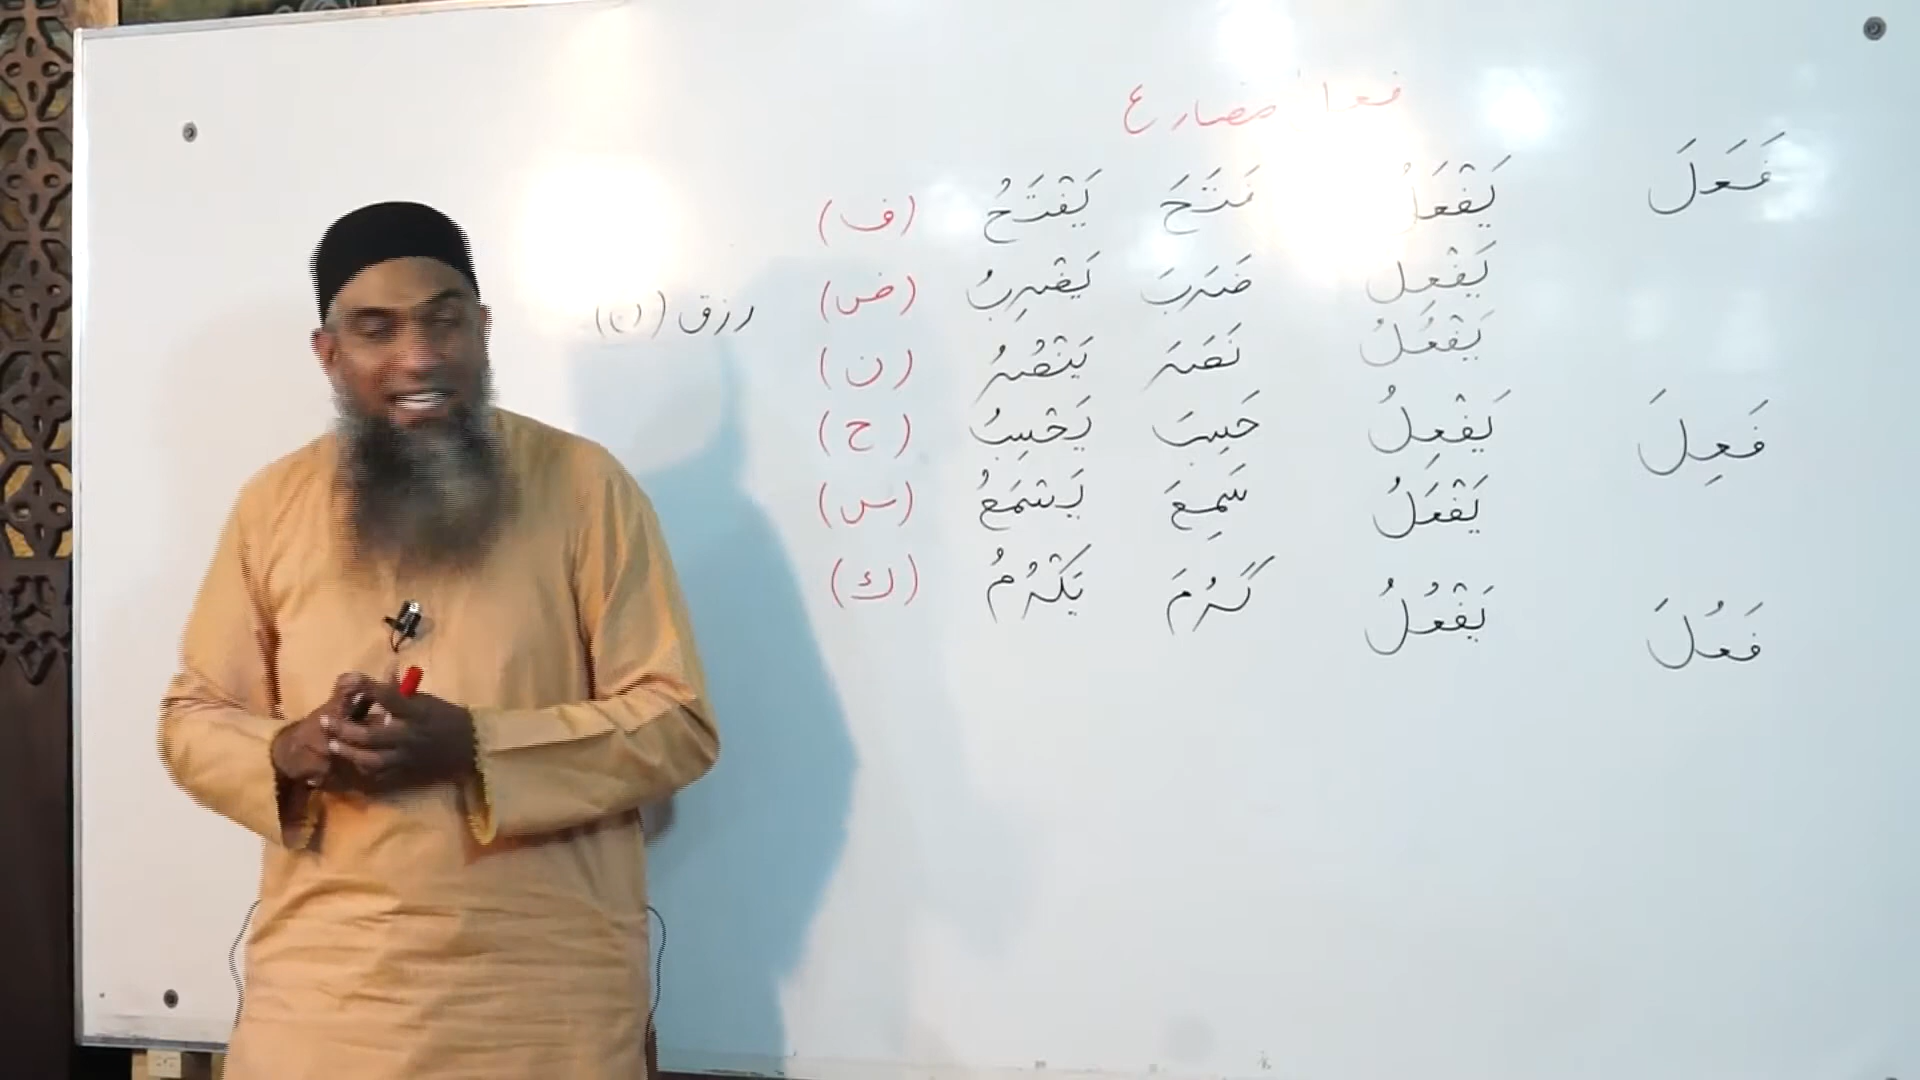 فعل مضارع
فَعَلَ يَفْعَلُ فَتَحَ يَفْتَحُ (ف)
يَفْعِلُ ضَرَبَ يَضْرِبُ (ض)
رزق (ن)
يَفْعُلُ نَصَرَ يَنْصُرُ (ن)
فَعِلَ يَفْعِلُ حَسِبَ يَحْسِبُ (ح)
يَفْعَلُ سَمِعَ يَسْمَعُ (س)
فَعُلَ يَفْعُلُ كَرُمَ يَكْرُمُ (ك)